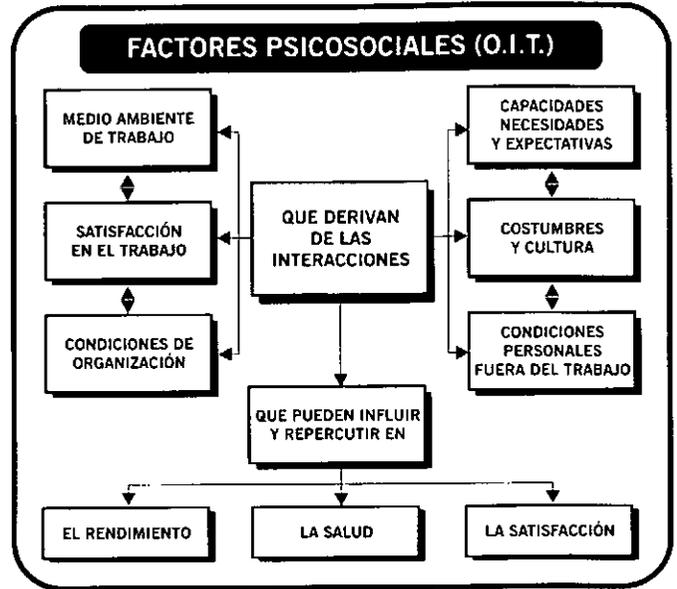 FACTORES PSICOSOCIALES (O.I.T.)
MEDIO AMBIENTE
DE TRABAJO
SATISFACCIÓN
EN EL TRABAJO
CONDICIONES DE
ORGANIZACIÓN
QUE DERIVAN
DE LAS
INTERACCIONES
CAPACIDADES
NECESIDADES
Y EXPECTATIVAS
COSTUMBRES
Y CULTURA
CONDICIONES
PERSONALES
FUERA DEL TRABAJO
QUE PUEDEN INFLUIR
Y REPERCUTIR EN
EL RENDIMIENTO
LA SALUD
LA SATISFACCIÓN